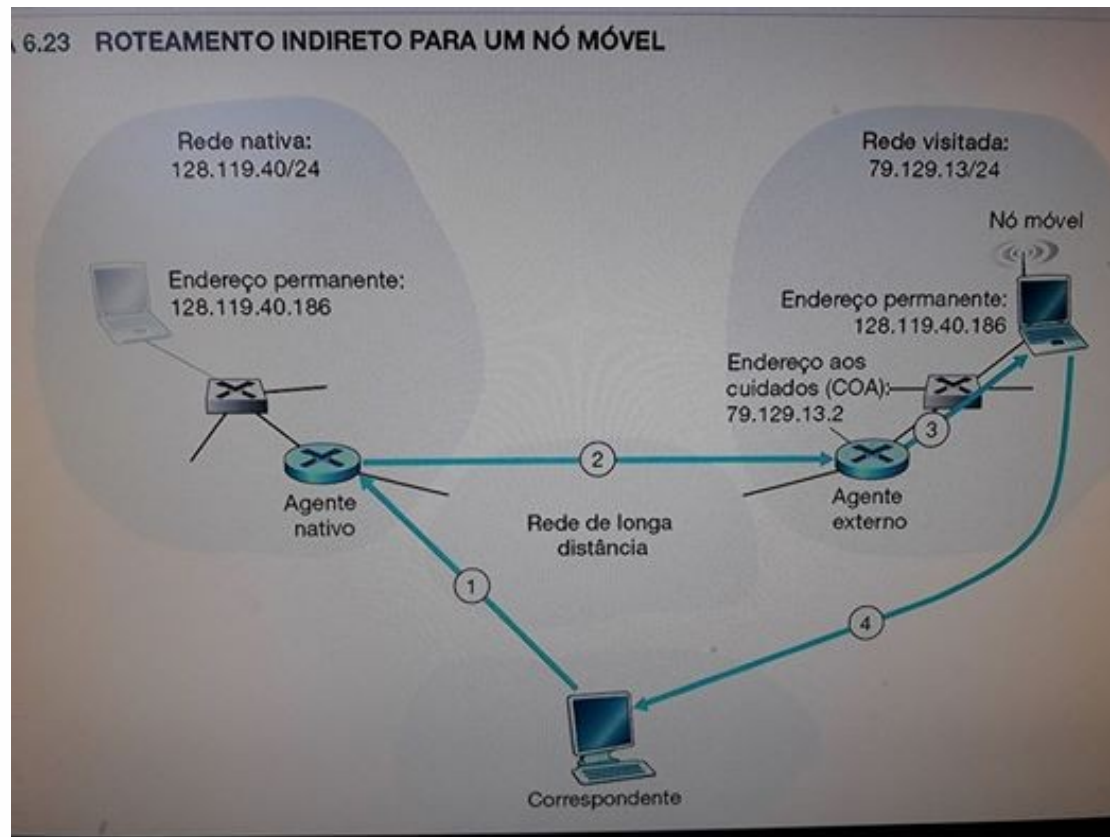 6.23 ROTEAMENTO INDIRETO PARA UM NÓ MÓVEL
Rede nativa:
128.119.40/24
Endereço permanente:
128.119.40.186
Agente
nativo
Rede visitada:
79.129.13/24
Nó móvel
Endereço permanente:
128.119.40.186
Endereço aos
cuidados (COA):
79.129.13.2
Agente
externo
2
3
Rede de longa
distância
1
4
Correspondente